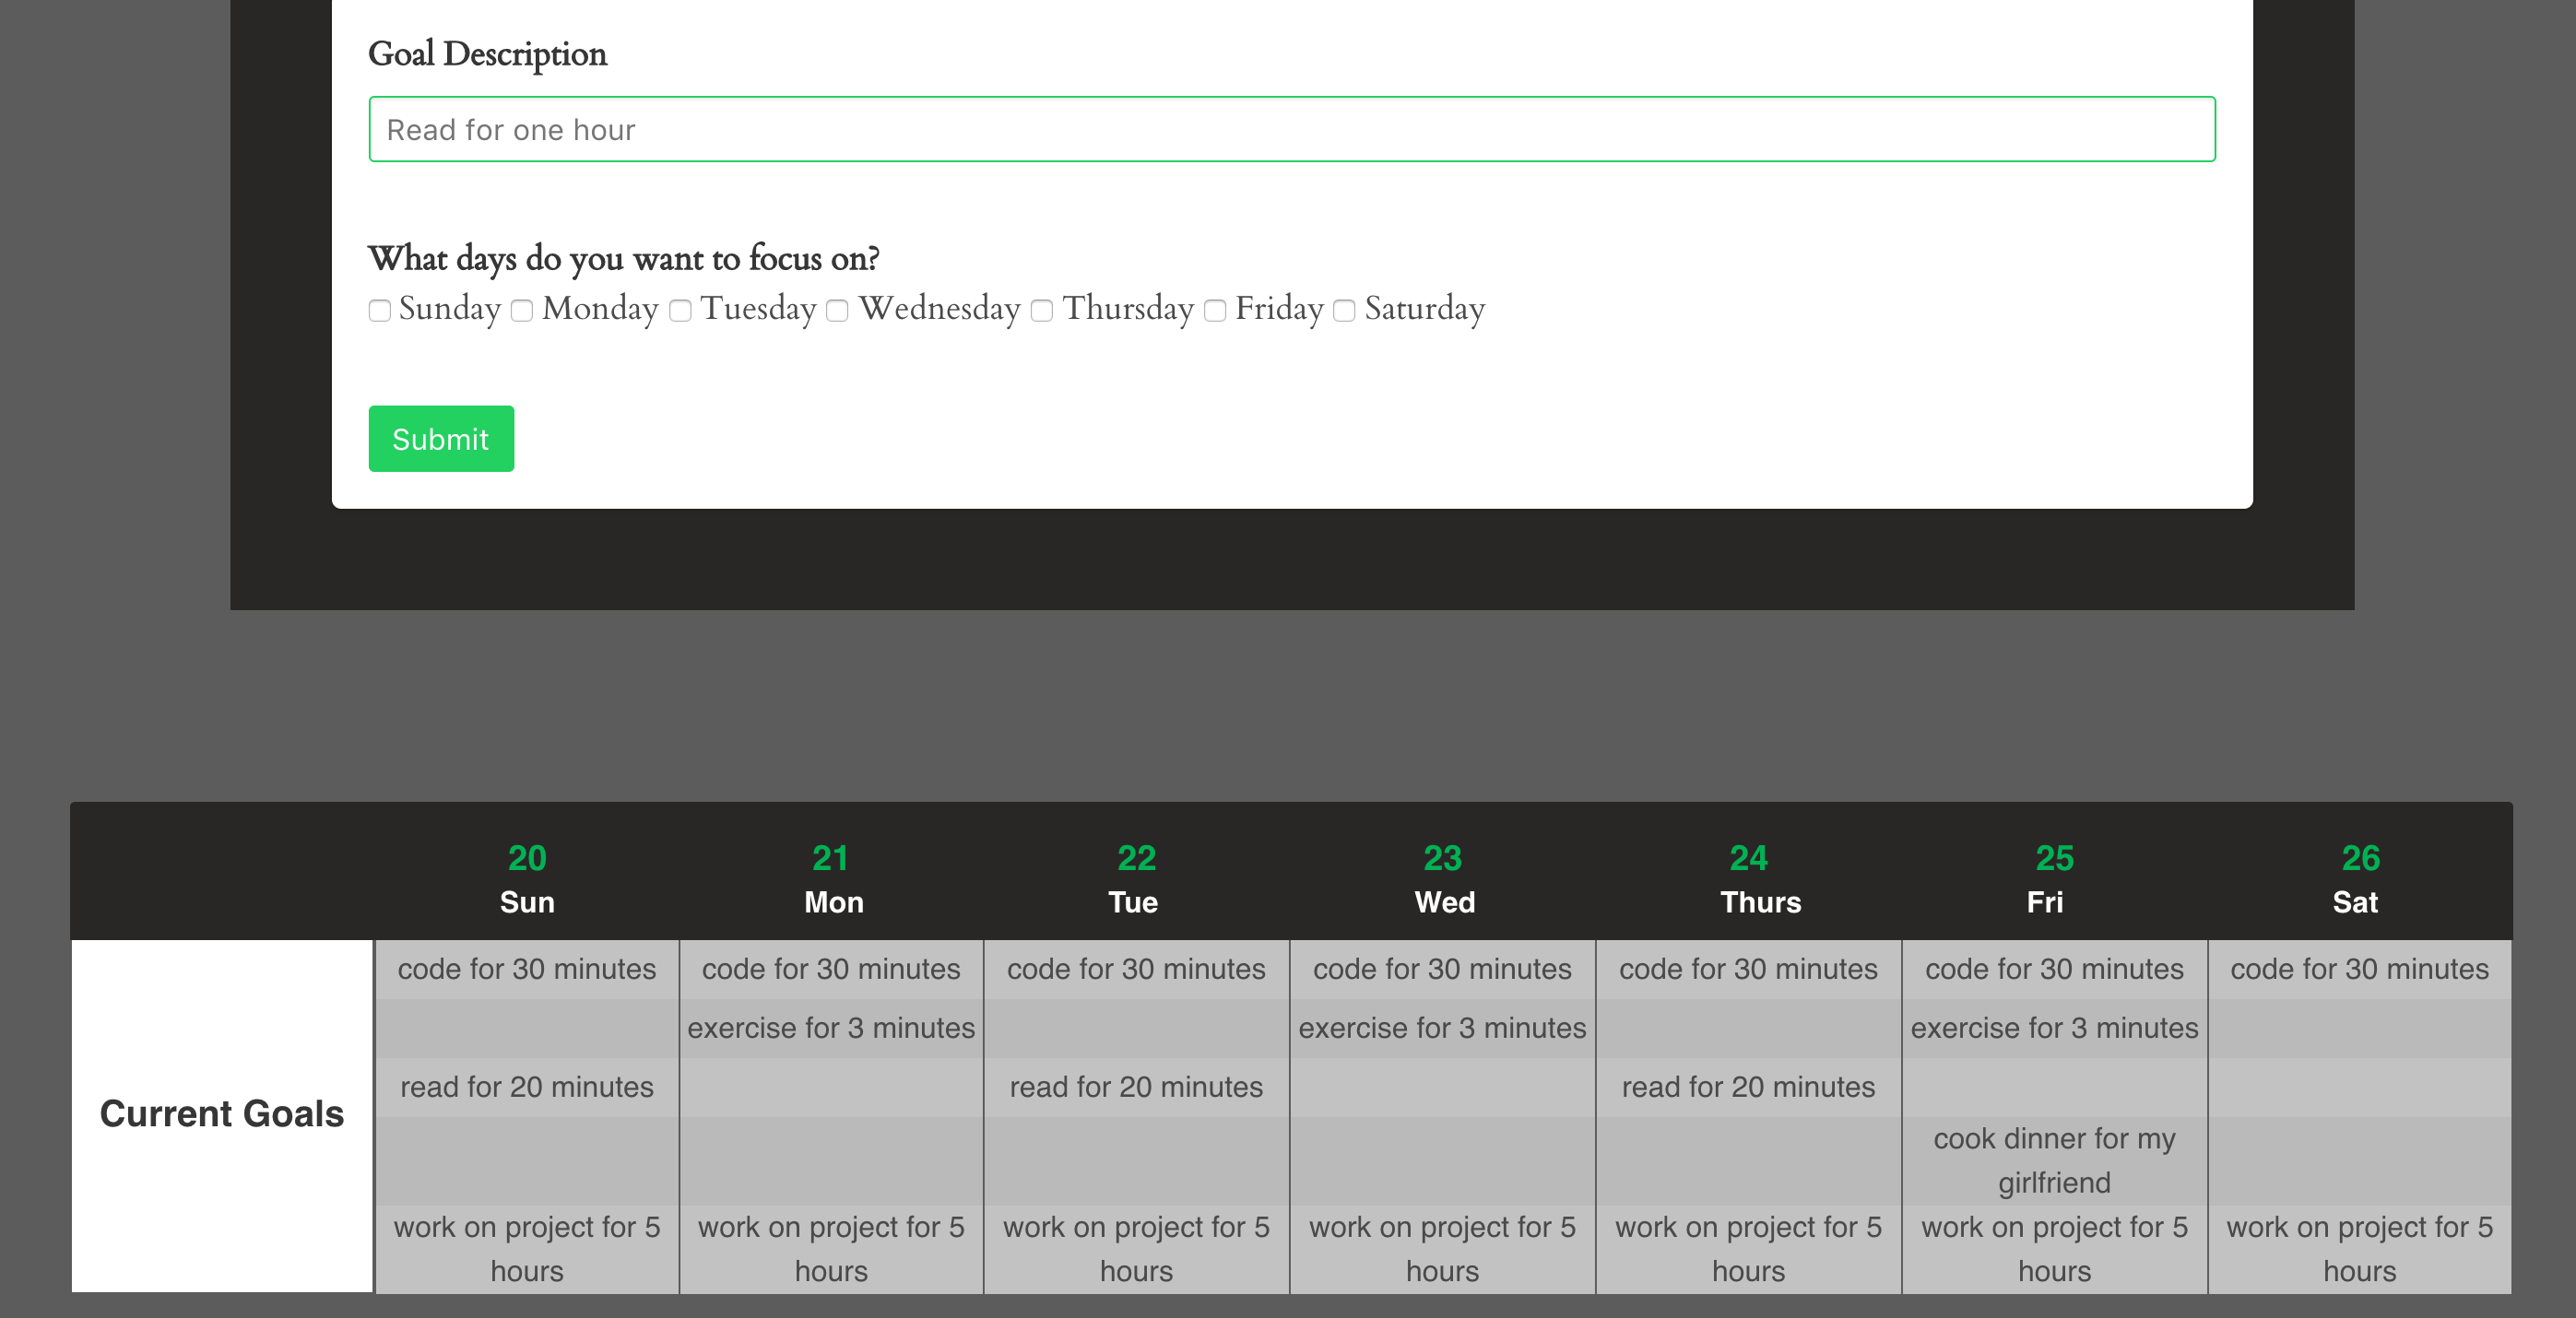 Goal Description
Read for one hour
What days do you want to focus on?
Sunday Monday Tuesday Wednesday Thursday Friday Saturday
Submit
20 21 22 23 24 25 26
Sun Mon Tue Wed Thurs Fri Sat
Current Goals
code for 30 minutes code for 30 minutes code for 30 minutes code for 30 minutes code for 30 minutes code for 30 minutes code for 30 minutes
exercise for 3 minutes exercise for 3 minutes exercise for 3 minutes
read for 20 minutes read for 20 minutes read for 20 minutes
cook dinner for my
girlfriend
work on project for 5 work on project for 5 work on project for 5 work on project for 5 work on project for 5 work on project for 5 work on project for 5
hours hours hours hours hours hours hours